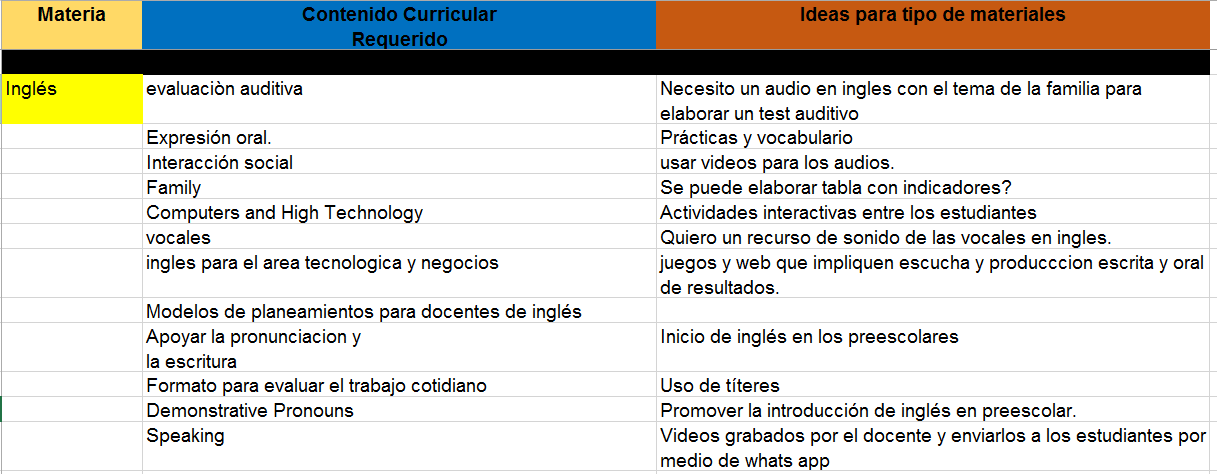 Materia
Contenido Curricular
Requerido
Ideas para tipo de materiales
Inglés
evaluaciòn auditiva
Necesito un audio en ingles con el tema de la familia para
elaborar un test auditivo
Expresión oral.
Prácticas y vocabulario
Interacción social
usar videos para los audios.
Family
Se puede elaborar tabla con indicadores?
Computers and High Technology
Actividades interactivas entre los estudiantes
vocales
Quiero un recurso de sonido de las vocales en ingles.
ingles para el area tecnologica y negocios
juegos y web que impliquen escucha y producccion escrita y oral
de resultados.
Modelos de planeamientos para docentes de inglés
Apoyar la pronunciacion y
la escritura
Inicio de inglés en los preescolares
Formato para evaluar el trabajo cotidiano
Uso de títeres
Demonstrative Pronouns
Promover la introducción de inglés en preescolar.
Speaking
Videos grabados por el docente y enviarlos a los estudiantes por
medio de whats app